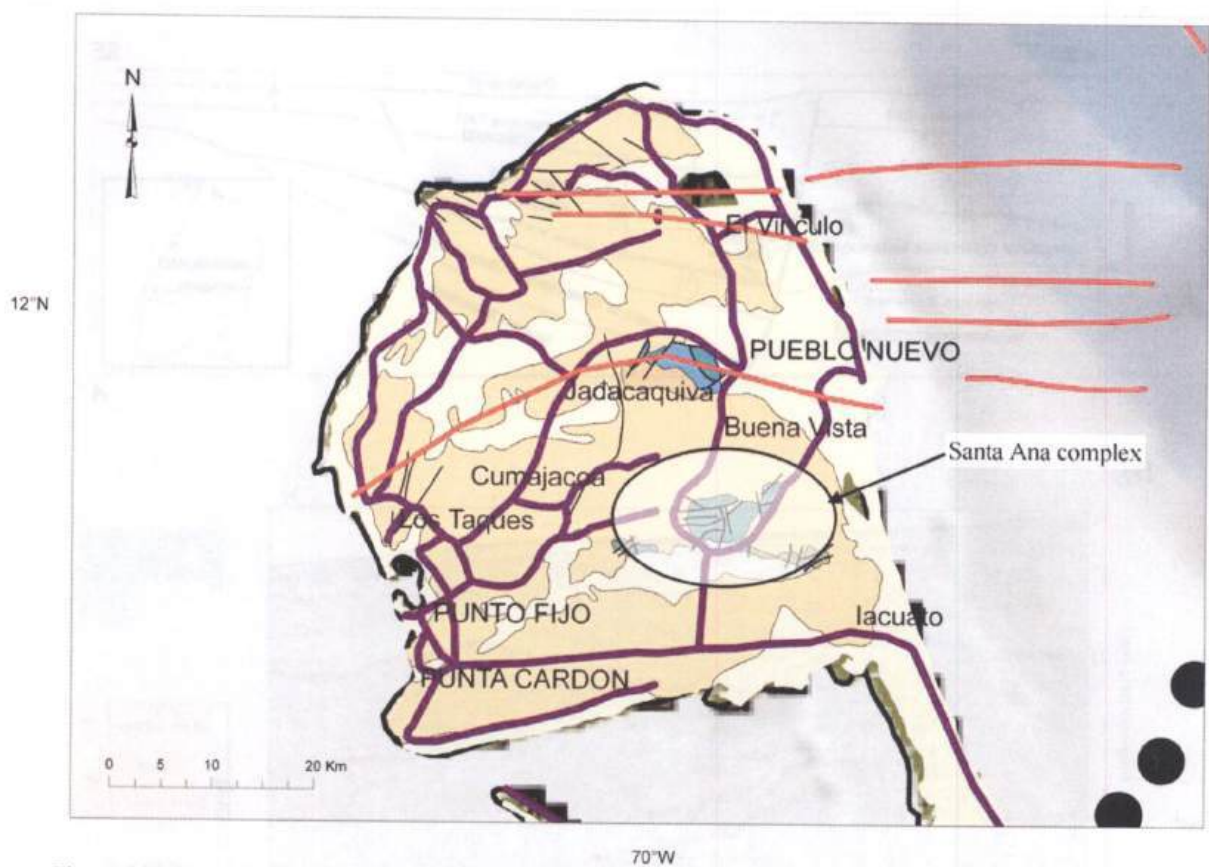 N
12°N
El Vinculo
PUEBLO NUEVO
Jadacaquiva
Buena Vista
Santa Ana complex
Cumajacoa
Los Taques
PUNTO FIJO
Iacuato
PUNTA CARDON
0 5 10 20 Km
70°W